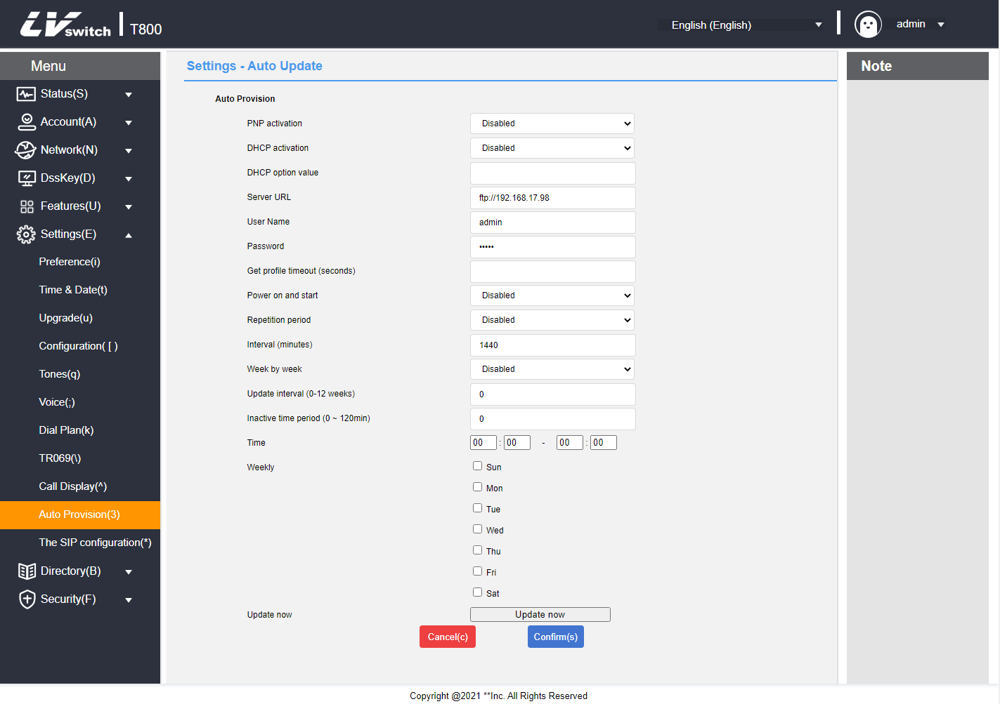 LVswitch T800
English (English)
admin
Menu
Status(S)
Account(A)
Network(N)
DssKey(D)
Features(U)
Settings(E)
Preference(i)
Time & Date(t)
Upgrade(u)
Configuration( [ )
Tones(q)
Voice(;)
Dial Plan(k)
TR069(\)
Call Display(^)
Auto Provision(3)
The SIP configuration(*)
Directory(B)
Security(F)
Settings - Auto Update
Auto Provision
PNP activation Disabled
DHCP activation Disabled
DHCP option value
Server URL ftp://192.168.17.98
User Name admin
Password •••••
Get profile timeout (seconds)
Power on and start Disabled
Repetition period Disabled
Interval (minutes) 1440
Week by week Disabled
Update interval (0-12 weeks) 0
Inactive time period (0 ~ 120min) 0
Time 00 : 00 - 00 : 00
Weekly Sun
Mon
Tue
Wed
Thu
Fri
Sat
Update now Update now
Cancel(c) Confirm(s)
Note
Copyright @2021 **Inc. All Rights Reserved